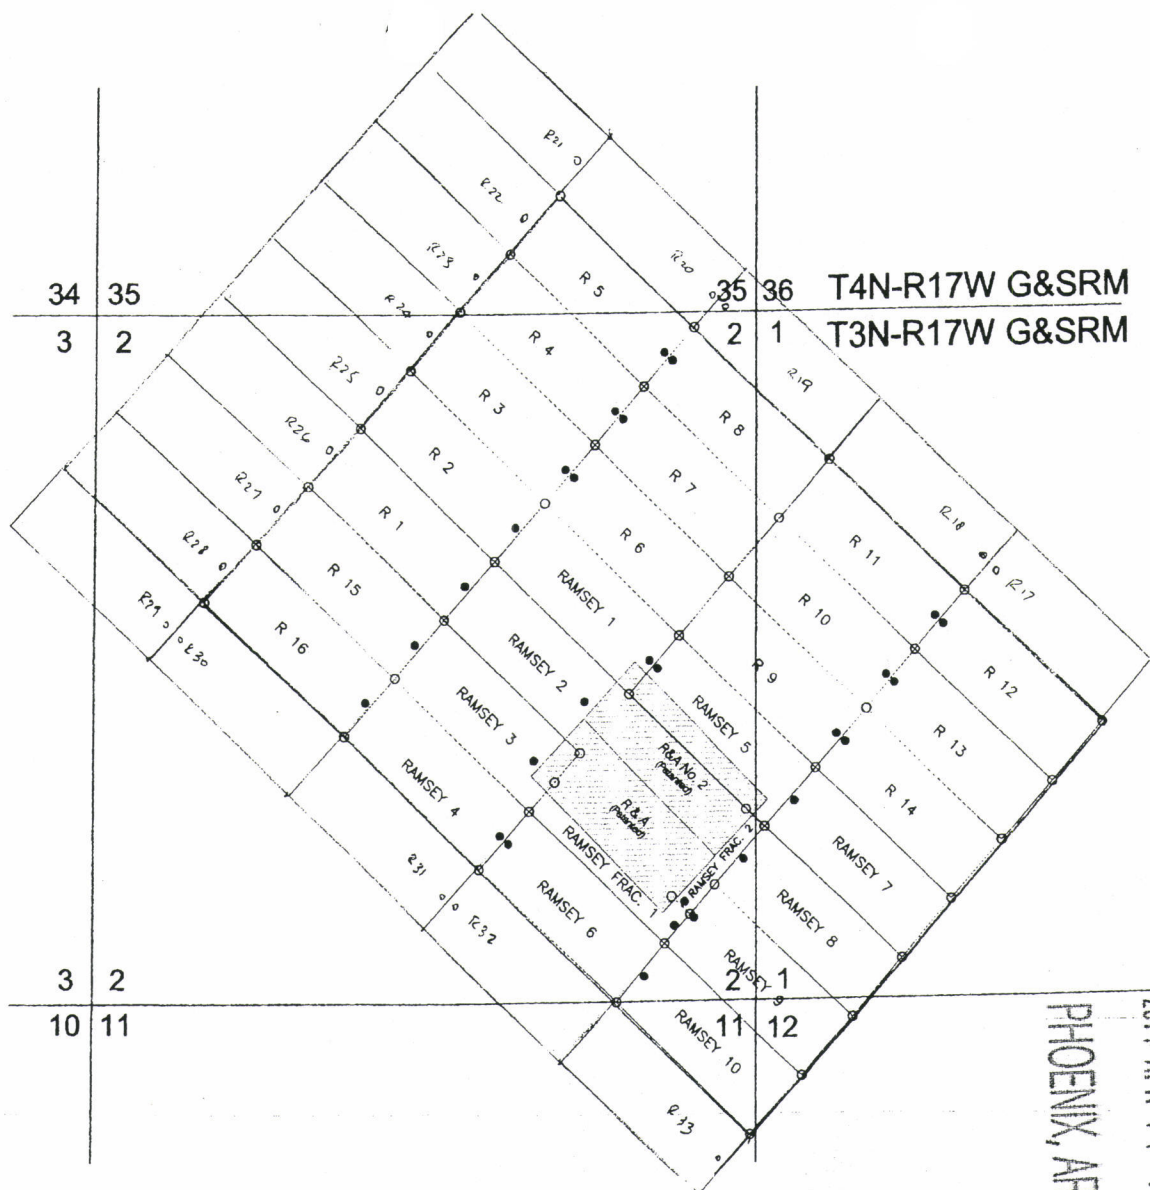 R21
R22
R23
R24
R25
R26
R27
R28
R29
R30
R20
R19
R18
R17
34 35
3 2
35 36 T4N-R17W G&SRM
2 1 T3N-R17W G&SRM
R 5
R 4
R 3
R 2
R 1
R 15
R 16
R 8
R 7
R 6
RAMSEY 1
RAMSEY 2
RAMSEY 3
RAMSEY 4
R 11
R 10
R 9
RAMSEY 5
R&A No. 2
(Patented)
R & A
(Patented)
RAMSEY FRAC. 1
RAMSEY FRAC. 2
RAMSEY 6
R 12
R 13
R 14
RAMSEY 7
RAMSEY 8
RAMSEY 9
RAMSEY 10
R31
R32
R33
3 2
10 11
2 1
11 12
PHOENIX,